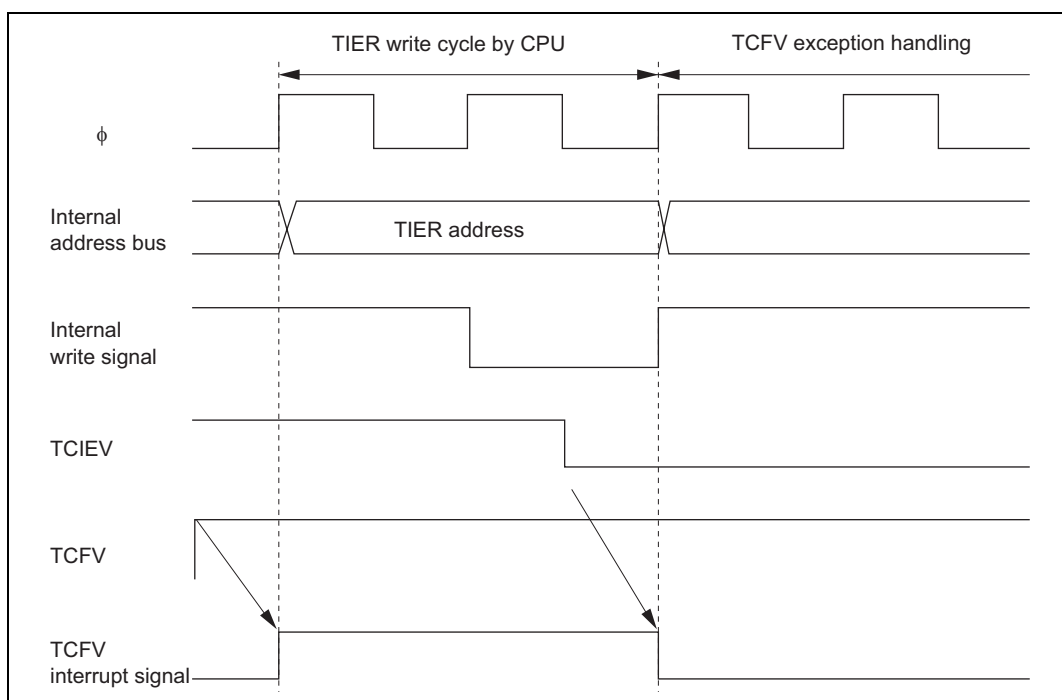 TIER write cycle by CPU
TCFV exception handling
ϕ
Internal
address bus
TIER address
Internal
write signal
TCIEV
TCFV
TCFV
interrupt signal